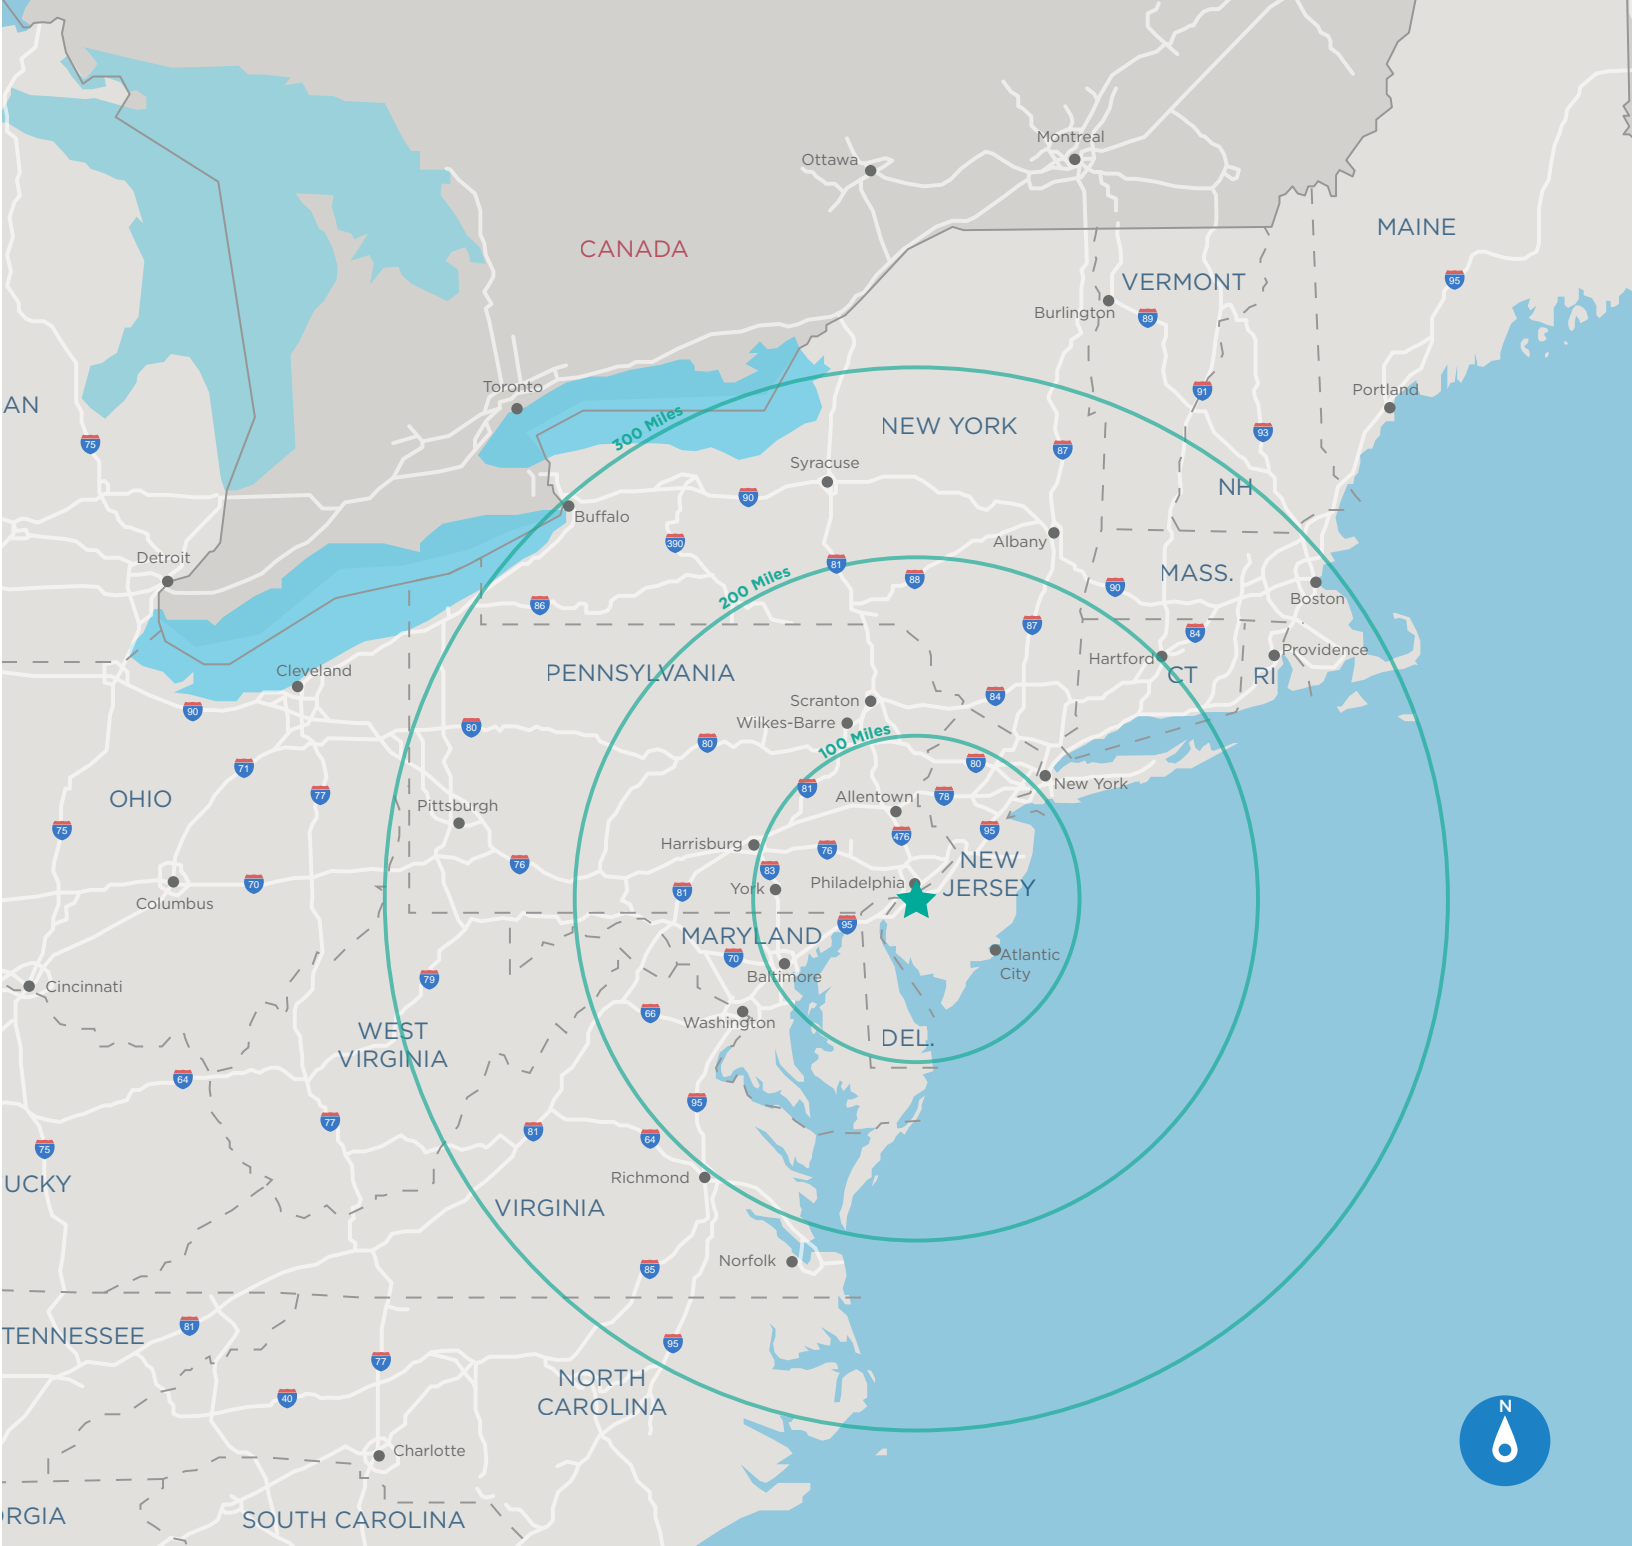 Montreal
Ottawa
MAINE
CANADA
95
VERMONT
Burlington
89
Toronto
Portland
91
AN
300 Miles
NEW YORK
93
75
87
Syracuse
NH
90
Buffalo
390
Albany
Detroit
81
88
MASS.
200 Miles
90
Boston
86
87
84
Providence
Hartford
CT
RI
Cleveland
PENNSYLVANIA
84
Scranton
90
Wilkes-Barre
80
80
100 Miles
80
71
New York
77
81
Allentown
78
OHIO
Pittsburgh
75
476
95
Harrisburg
76
76
NEW
JERSEY
83
70
81
York
Philadelphia
Columbus
95
MARYLAND
70
Atlantic
City
Baltimore
79
Cincinnati
66
Washington
WEST
VIRGINIA
DEL.
64
95
77
81
64
75
Richmond
UCKY
VIRGINIA
Norfolk
85
81
TENNESSEE
95
77
NORTH
CAROLINA
40
N
Charlotte
RGIA
SOUTH CAROLINA